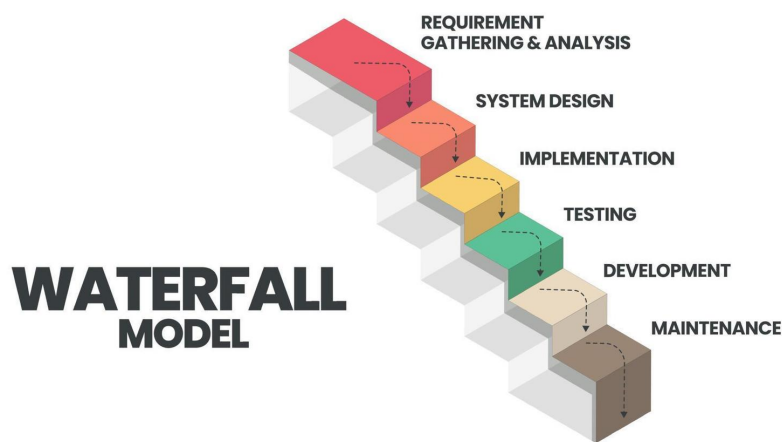 REQUIREMENT
GATHERING & ANALYSIS
SYSTEM DESIGN
IMPLEMENTATION
TESTING
DEVELOPMENT
MAINTENANCE
WATERFALL
MODEL